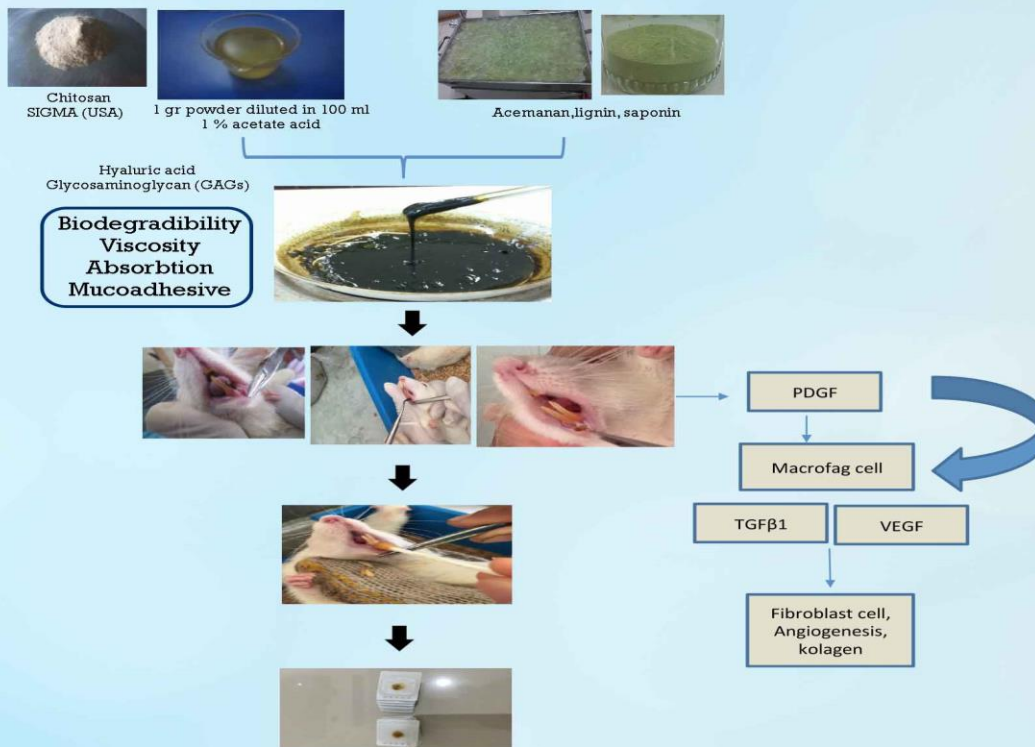 Chitosan
SIGMA (USA)
1 gr powder diluted in 100 ml
1 % acetate acid
Acemanan,lignin, saponin
Hyaluric acid
Glycosaminoglycan (GAGs)
Biodegradibility
Viscosity
Absorbtion
Mucoadhesive
PDGF
Macrofag cell
TGFβ1
VEGF
Fibroblast cell,
Angiogenesis,
kolagen